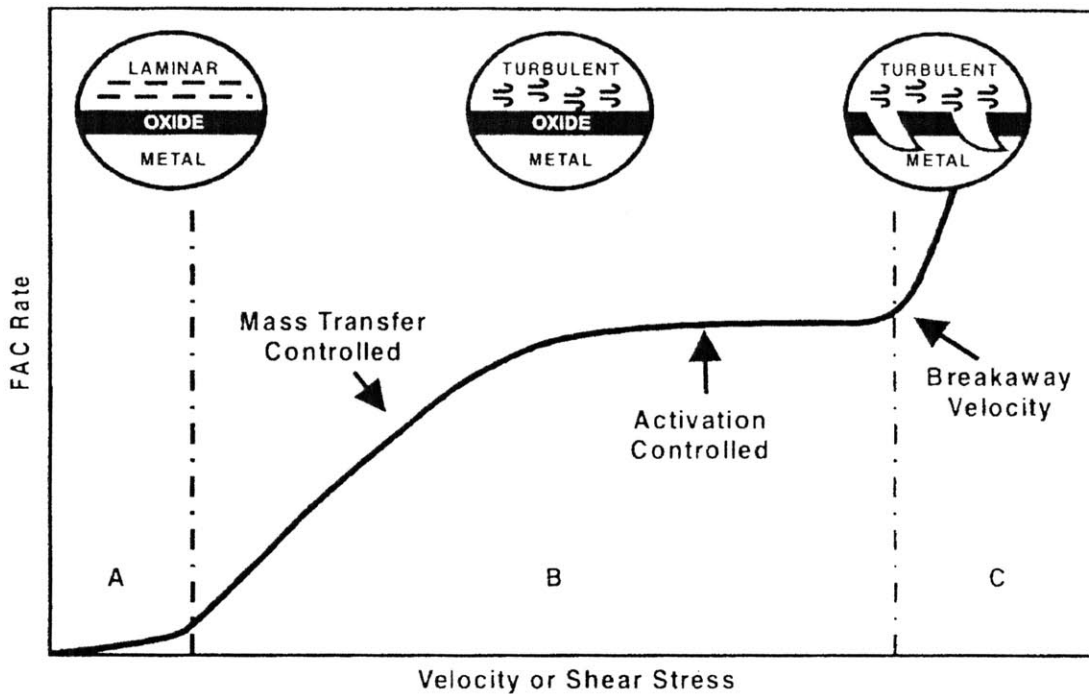 LAMINAR
OXIDE
METAL
TURBULENT
OXIDE
METAL
TURBULENT
METAL
FAC Rate
Mass Transfer
Controlled
Activation
Controlled
Breakaway
Velocity
A
B
C
Velocity or Shear Stress